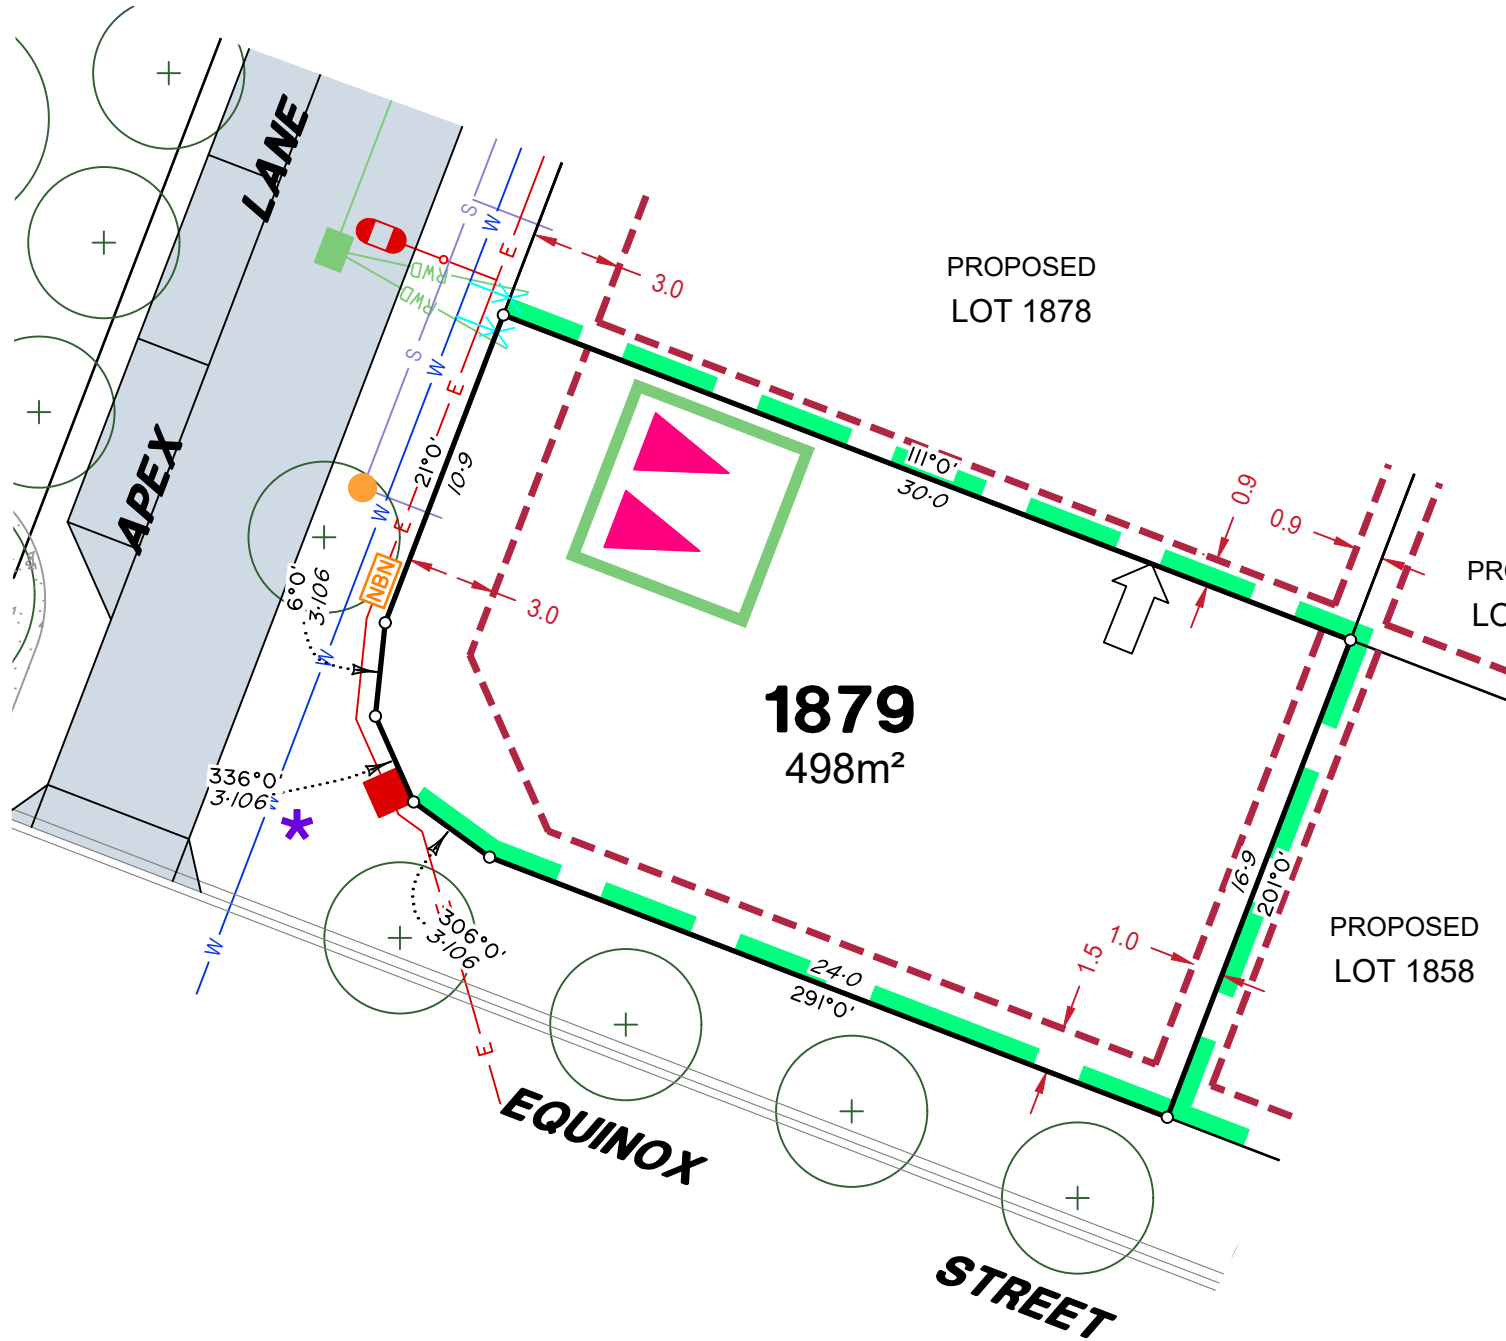 APEX LANE
S
W
E
RWD
RWD
S
W
E
3.0
PROPOSED
LOT 1878
21°0'
10·9
111°0'
30·0
0.9
0.9
W
E
NBN
6°0'
3·106
3.0
W
PRO
LO
1879
498m²
336°0'
3·106
W
*
16·9
201°0'
306°0'
3·106
W
24·0
291°0'
1.5
1.0
PROPOSED
LOT 1858
E
EQUINOX STREET